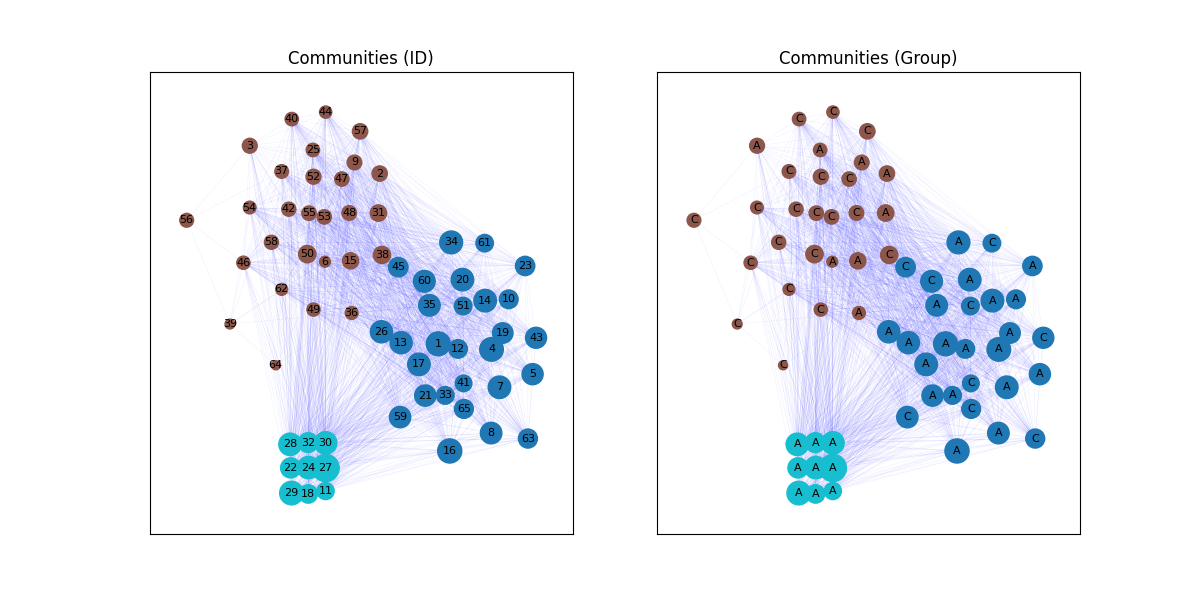 Communities (ID)
44
40
57
3
25
9
37
52
47
2
54
42
55
53
48
31
56
58
34
61
50
38
46
6
15
45
23
60
20
62
35
51
14
10
49
36
39
26
19
43
13
1
12
4
64
17
5
41
7
21
33
65
59
8
63
28
32
30
16
22
24
27
29
18
11
Communities (Group)
C
C
C
A
A
A
C
C
C
A
C
C
C
C
C
A
C
C
A
C
C
C
C
A
A
C
A
C
A
C
A
C
A
A
C
A
C
A
A
C
A
A
A
A
C
A
A
C
A
A
A
C
C
A
C
A
A
A
A
A
A
A
A
A
A